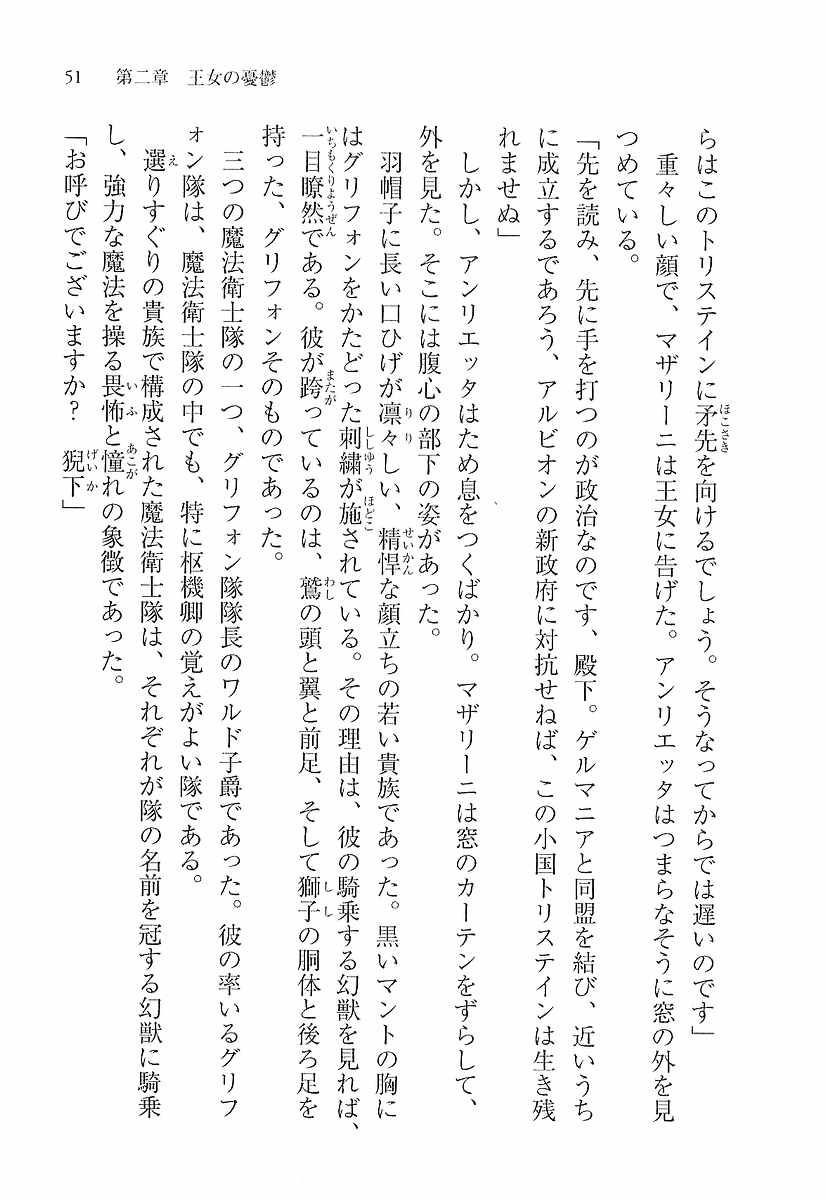 51　第二章　王女の憂鬱
らはこのトリステインに矛先を向けるでしょう。そうなってからでは遅いのです」
　重々しい顔で、マザリーニは王女に告げた。アンリエッタはつまらなそうに窓の外を見
つめている。
「先を読み、先に手を打つのが政治なのです、殿下。ゲルマニアと同盟を結び、近いうち
に成立するであろう、アルビオンの新政府に対抗せねば、この小国トリステインは生き残
れませぬ」
　しかし、アンリエッタはため息をつくばかり。マザリーニは窓のカーテンをずらして、
外を見た。そこには腹心の部下の姿があった。
　羽帽子に長い口ひげが凛々しい、精悍な顔立ちの若い貴族であった。黒いマントの胸に
はグリフォンをかたどった刺繍が施されている。その理由は、彼の騎乗する幻獣を見れば、
一目瞭然である。彼が跨っているのは、鷲の頭と翼と前足、そして獅子の胴体と後ろ足を
持った、グリフォンそのものであった。
　三つの魔法衛士隊の一つ、グリフォン隊隊長のワルド子爵であった。彼の率いるグリフ
ォン隊は、魔法衛士隊の中でも、特に枢機卿の覚えがよい隊である。
　選りすぐりの貴族で構成された魔法衛士隊は、それぞれが隊の名前を冠する幻獣に騎乗
し、強力な魔法を操る畏怖と憧れの象徴であった。
「お呼びでございますか？　猊下」